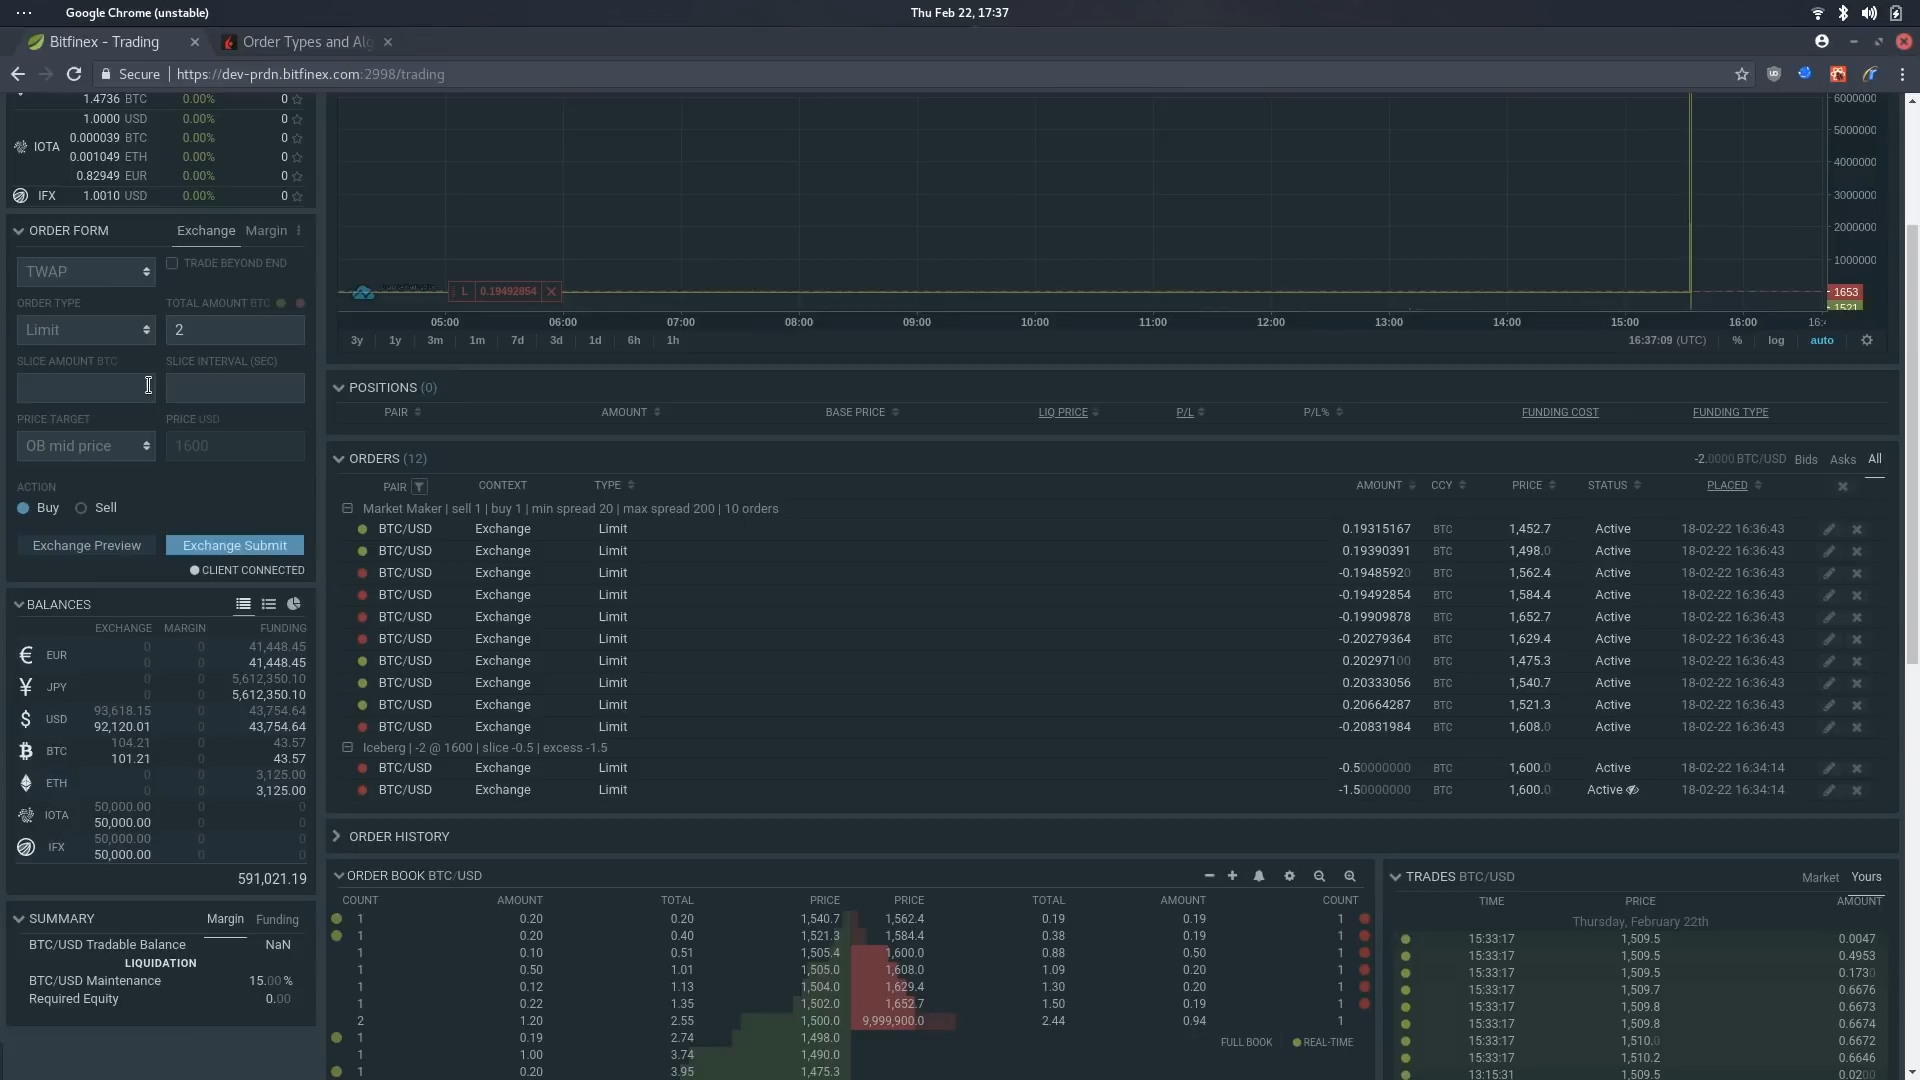 Google Chrome (unstable)
Thu Feb 22, 17:37
Bitfinex - Trading
Order Types and Alg
Secure
https://dev-prdn.bitfinex.com:2998/trading
1.4736 BTC 0.00% 0
1.0000 USD 0.00% 0
0.000039 BTC 0.00% 0
IOTA
0.001049 ETH 0.00% 0
0.82949 EUR 0.00% 0
IFX 1.0010 USD 0.00% 0
ORDER FORM Exchange Margin
TWAP TRADE BEYOND END
ORDER TYPE TOTAL AMOUNT BTC
Limit 2
SLICE AMOUNT BTC SLICE INTERVAL (SEC)
PRICE TARGET PRICE USD
OB mid price 1600
ACTION
Buy Sell
Exchange Preview Exchange Submit
CLIENT CONNECTED
BALANCES
EXCHANGE MARGIN FUNDING
0 0 41,448.45
EUR
0 0 41,448.45
0 0 5,612,350.10
JPY
0 0 5,612,350.10
93,618.15 0 43,754.64
USD
92,120.01 0 43,754.64
104.21 0 43.57
BTC
101.21 0 43.57
0 0 3,125.00
ETH
0 0 3,125.00
50,000.00 0 0
IOTA
50,000.00 0 0
50,000.00 0 0
IFX
50,000.00 0 0
591,021.19
SUMMARY Margin Funding
BTC/USD Tradable Balance NaN
LIQUIDATION
BTC/USD Maintenance 15.00 %
Required Equity 0.00
6000000
5000000
4000000
3000000
2000000
1000000
L 0.19492854
1653
1521
05:00 06:00 07:00 08:00 09:00 10:00 11:00 12:00 13:00 14:00 15:00 16:00 16:4
3y 1y 3m 1m 7d 3d 1d 6h 1h 16:37:09 (UTC) % log auto
POSITIONS (0)
PAIR AMOUNT BASE PRICE LIQ PRICE P/L P/L% FUNDING COST FUNDING TYPE
ORDERS (12) -2.0000 BTC/USD Bids Asks All
PAIR CONTEXT TYPE AMOUNT CCY PRICE STATUS PLACED
Market Maker | sell 1 | buy 1 | min spread 20 | max spread 200 | 10 orders
BTC/USD Exchange Limit 0.19315167 BTC 1,452.7 Active 18-02-22 16:36:43
BTC/USD Exchange Limit 0.19390391 BTC 1,498.0 Active 18-02-22 16:36:43
BTC/USD Exchange Limit -0.19485920 BTC 1,562.4 Active 18-02-22 16:36:43
BTC/USD Exchange Limit -0.19492854 BTC 1,584.4 Active 18-02-22 16:36:43
BTC/USD Exchange Limit -0.19909878 BTC 1,652.7 Active 18-02-22 16:36:43
BTC/USD Exchange Limit -0.20279364 BTC 1,629.4 Active 18-02-22 16:36:43
BTC/USD Exchange Limit 0.20297100 BTC 1,475.3 Active 18-02-22 16:36:43
BTC/USD Exchange Limit 0.20333056 BTC 1,540.7 Active 18-02-22 16:36:43
BTC/USD Exchange Limit 0.20664287 BTC 1,521.3 Active 18-02-22 16:36:43
BTC/USD Exchange Limit -0.20831984 BTC 1,608.0 Active 18-02-22 16:36:43
Iceberg | -2 @ 1600 | slice -0.5 | excess -1.5
BTC/USD Exchange Limit -0.50000000 BTC 1,600.0 Active 18-02-22 16:34:14
BTC/USD Exchange Limit -1.50000000 BTC 1,600.0 Active 18-02-22 16:34:14
ORDER HISTORY
ORDER BOOK BTC/USD
COUNT AMOUNT TOTAL PRICE PRICE TOTAL AMOUNT COUNT
1 0.20 0.20 1,540.7 1,562.4 0.19 0.19 1
1 0.20 0.40 1,521.3 1,584.4 0.38 0.19 1
1 0.10 0.51 1,505.4 1,600.0 0.88 0.50 1
1 0.50 1.01 1,505.0 1,608.0 1.09 0.20 1
1 0.12 1.13 1,504.0 1,629.4 1.30 0.20 1
1 0.22 1.35 1,502.0 1,652.7 1.50 0.19 1
2 1.20 2.55 1,500.0 9,999,900.0 2.44 0.94 1
1 0.19 2.74 1,498.0
1 1.00 3.74 1,490.0
1 0.20 3.95 1,475.3
FULL BOOK REAL-TIME
TRADES BTC/USD Market Yours
TIME PRICE AMOUNT
Thursday, February 22th
15:33:17 1,509.5 0.0047
15:33:17 1,509.5 0.4953
15:33:17 1,509.5 0.1730
15:33:17 1,509.7 0.6676
15:33:17 1,509.8 0.6673
15:33:17 1,509.8 0.6674
15:33:17 1,510.0 0.6672
15:33:17 1,510.2 0.6646
13:15:31 1,509.5 0.0200